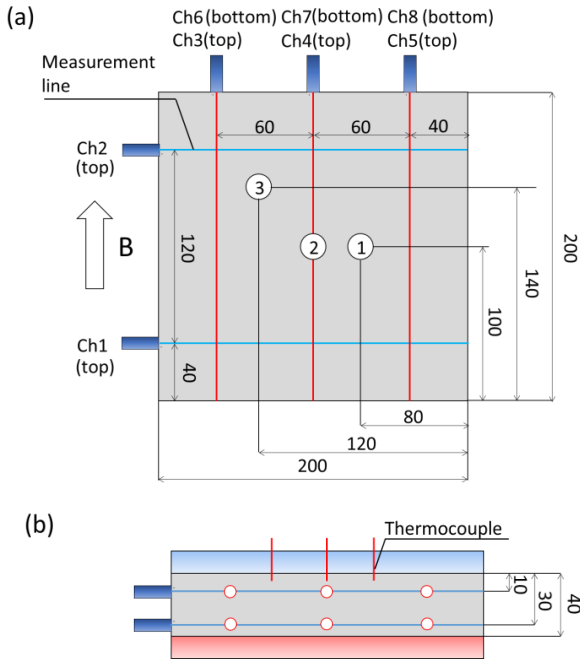 (a)
Ch6 (bottom) Ch7 (bottom) Ch8 (bottom)
Ch3(top) Ch4(top) Ch5(top)
Measurement
line
60 60 40
Ch2
(top)
3
B
120
2 1
200
140
100
Ch1
(top)
40
80
120
200
(b)
Thermocouple
10
30
40